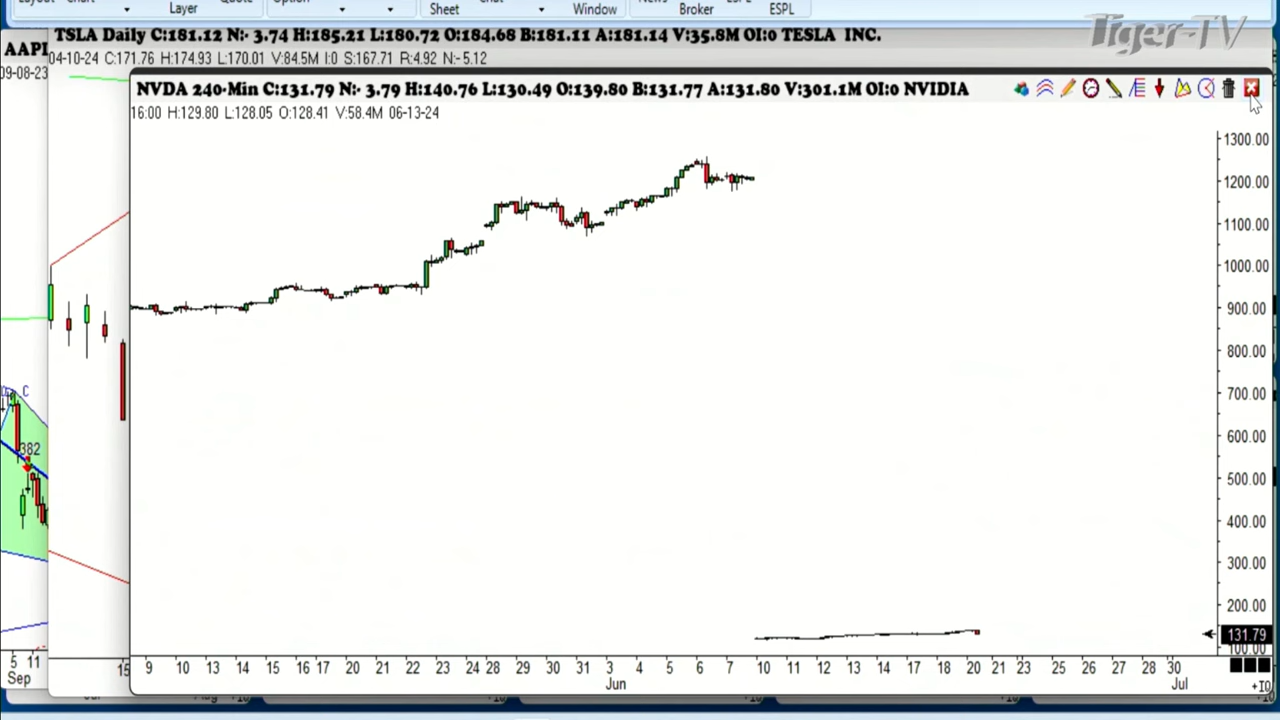 Layout Chart Quote Option News ESPL
Layer Sheet Chat Window Broker ESPL
Tiger-TV
TSLA Daily C:181.12 N:- 3.74 H:185.21 L:180.72 O:184.68 B:181.11 A:181.14 V:35.8M OI:0 TESLA INC.
AAPL
04-10-24 C:171.76 H:174.93 L:170.01 V:84.5M I:0 S:167.71 R:4.92 N:-5.12
09-08-23
NVDA 240-Min C:131.79 N:- 3.79 H:140.76 L:130.49 O:139.80 B:131.77 A:131.80 V:301.1M OI:0 NVIDIA
16:00 H:129.80 L:128.05 O:128.41 V:58.4M 06-13-24
1300.00
1200.00
1100.00
1000.00
900.00
800.00
700.00
C
600.00
382
500.00
400.00
300.00
200.00
131.79
100.00
5 11 15 9 10 13 14 15 16 17 20 21 22 23 24 28 29 30 31 3 4 5 6 7 10 11 12 13 14 17 18 20 21 23 25 26 27 28 30
Sep Jun Jul
+10